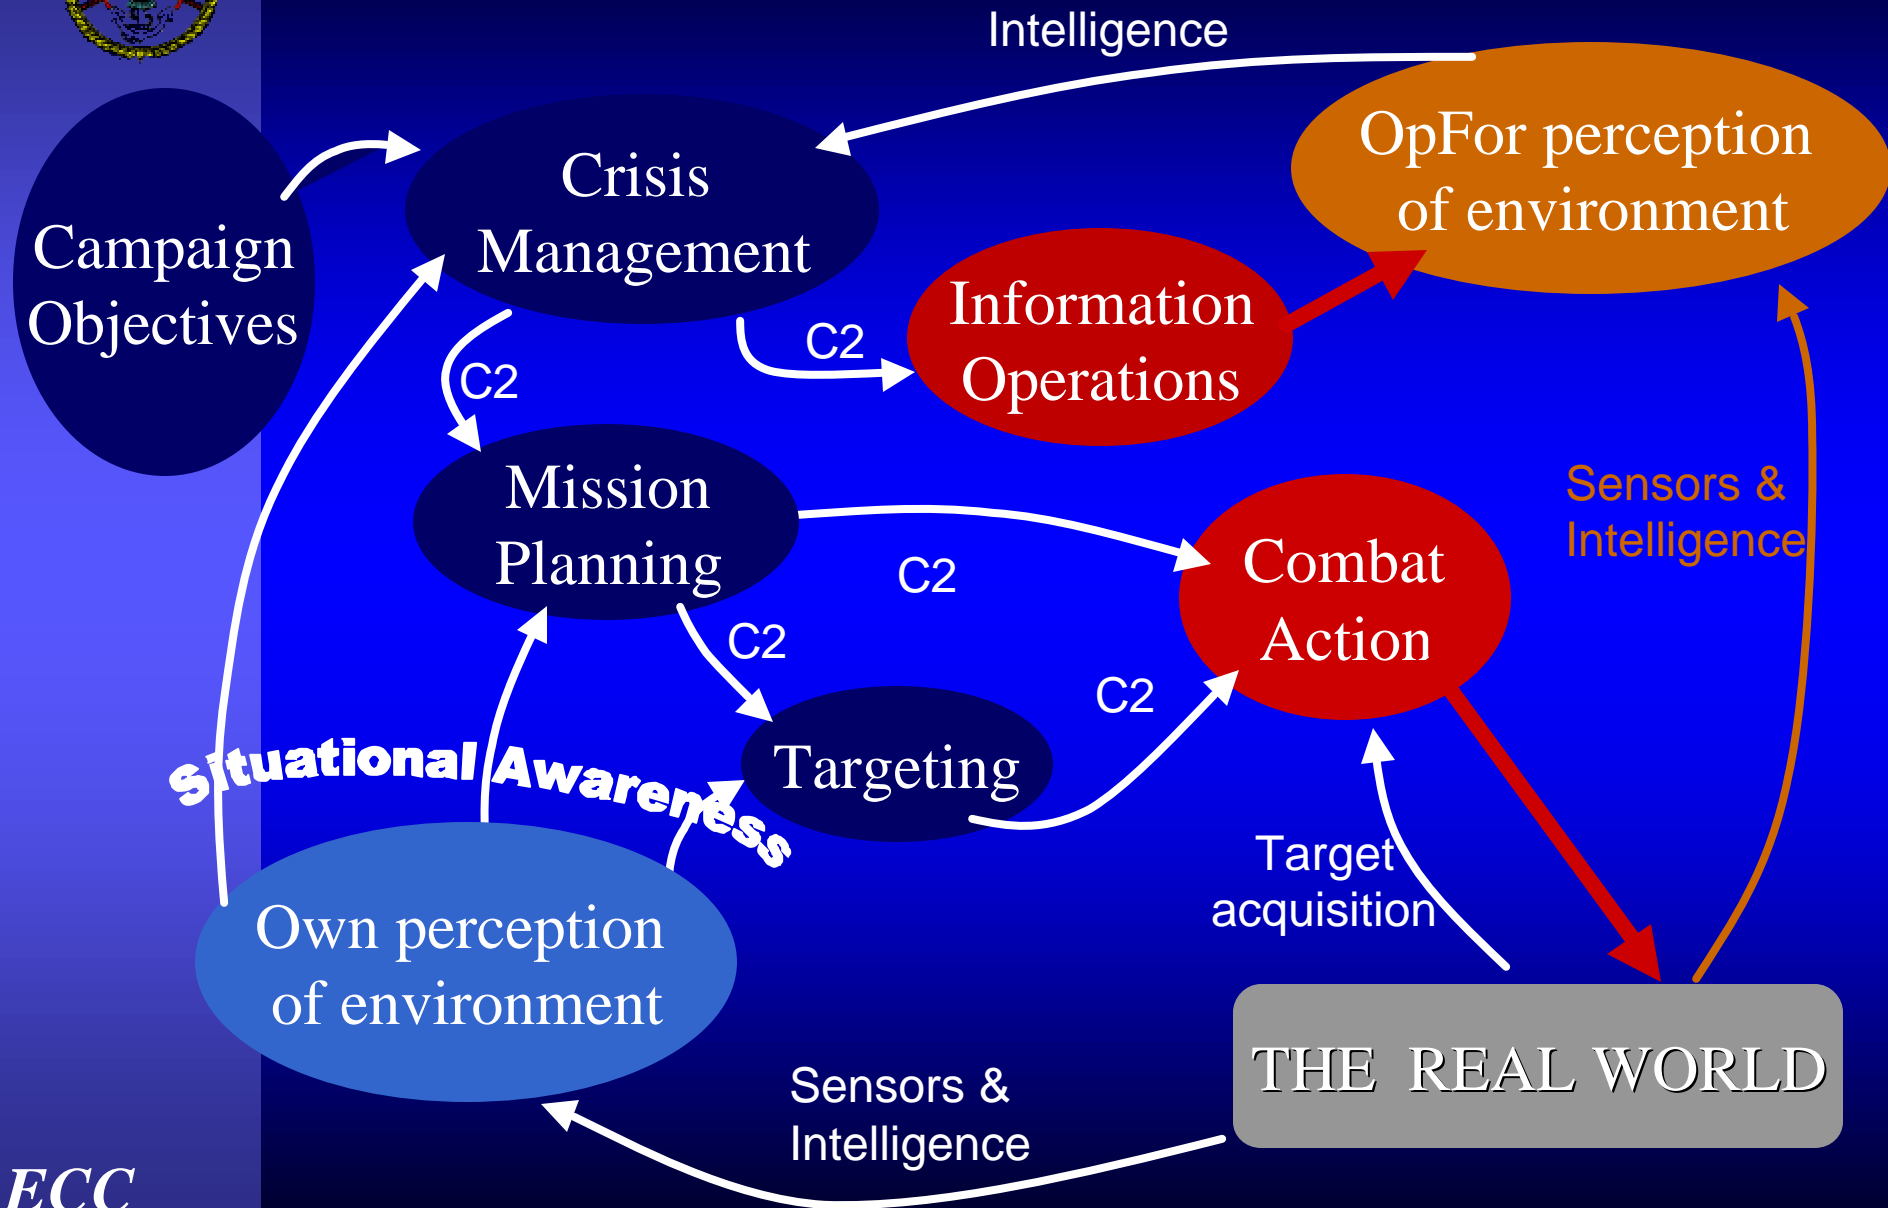 Intelligence
OpFor perception
of environment
Crisis
Management
Campaign
Objectives
Information
Operations
C2
C2
Mission
Planning
Sensors &
Intelligence
Combat
Action
C2
C2
C2
Situational Awareness
Targeting
Target
acquisition
Own perception
of environment
THE REAL WORLD
Sensors &
Intelligence
ECC